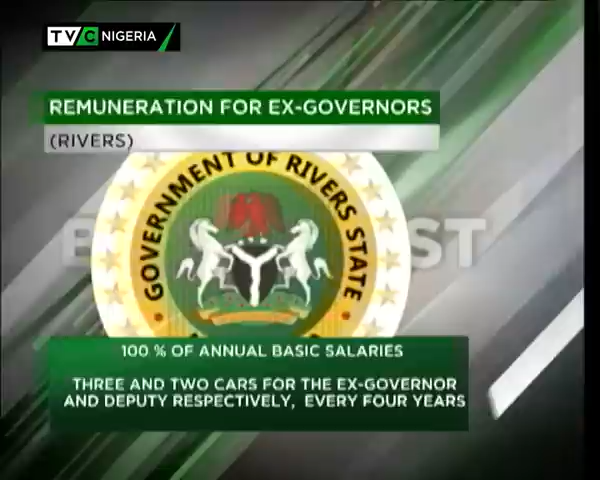 TVC NIGERIA
REMUNERATION FOR EX-GOVERNORS
(RIVERS)
GOVERNMENT OF RIVERS STATE
100 % OF ANNUAL BASIC SALARIES
THREE AND TWO CARS FOR THE EX-GOVERNOR
AND DEPUTY RESPECTIVELY, EVERY FOUR YEARS